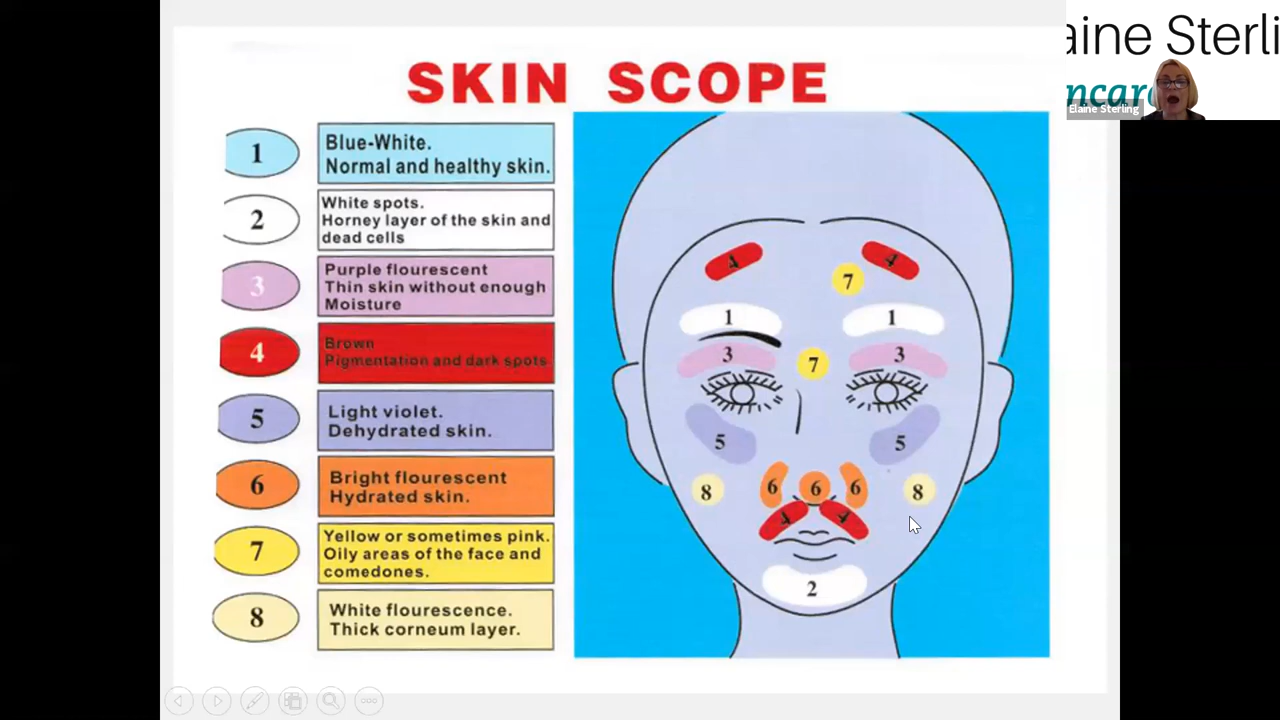 aine Sterli
ncar
Elaine Sterling
SKIN SCOPE
1
Blue-White.
Normal and healthy skin.
2
White spots.
Horney layer of the skin and
dead cells
3
Purple flourescent
Thin skin without enough
Moisture
4
Brown
Pigmentation and dark spots
5
Light violet.
Dehydrated skin.
6
Bright flourescent
Hydrated skin.
7
Yellow or sometimes pink.
Oily areas of the face and
comedones.
8
White flourescence.
Thick corneum layer.
4 4
7
1 1
3 7 3
5 5
8 6 6 6 8
4 4
2